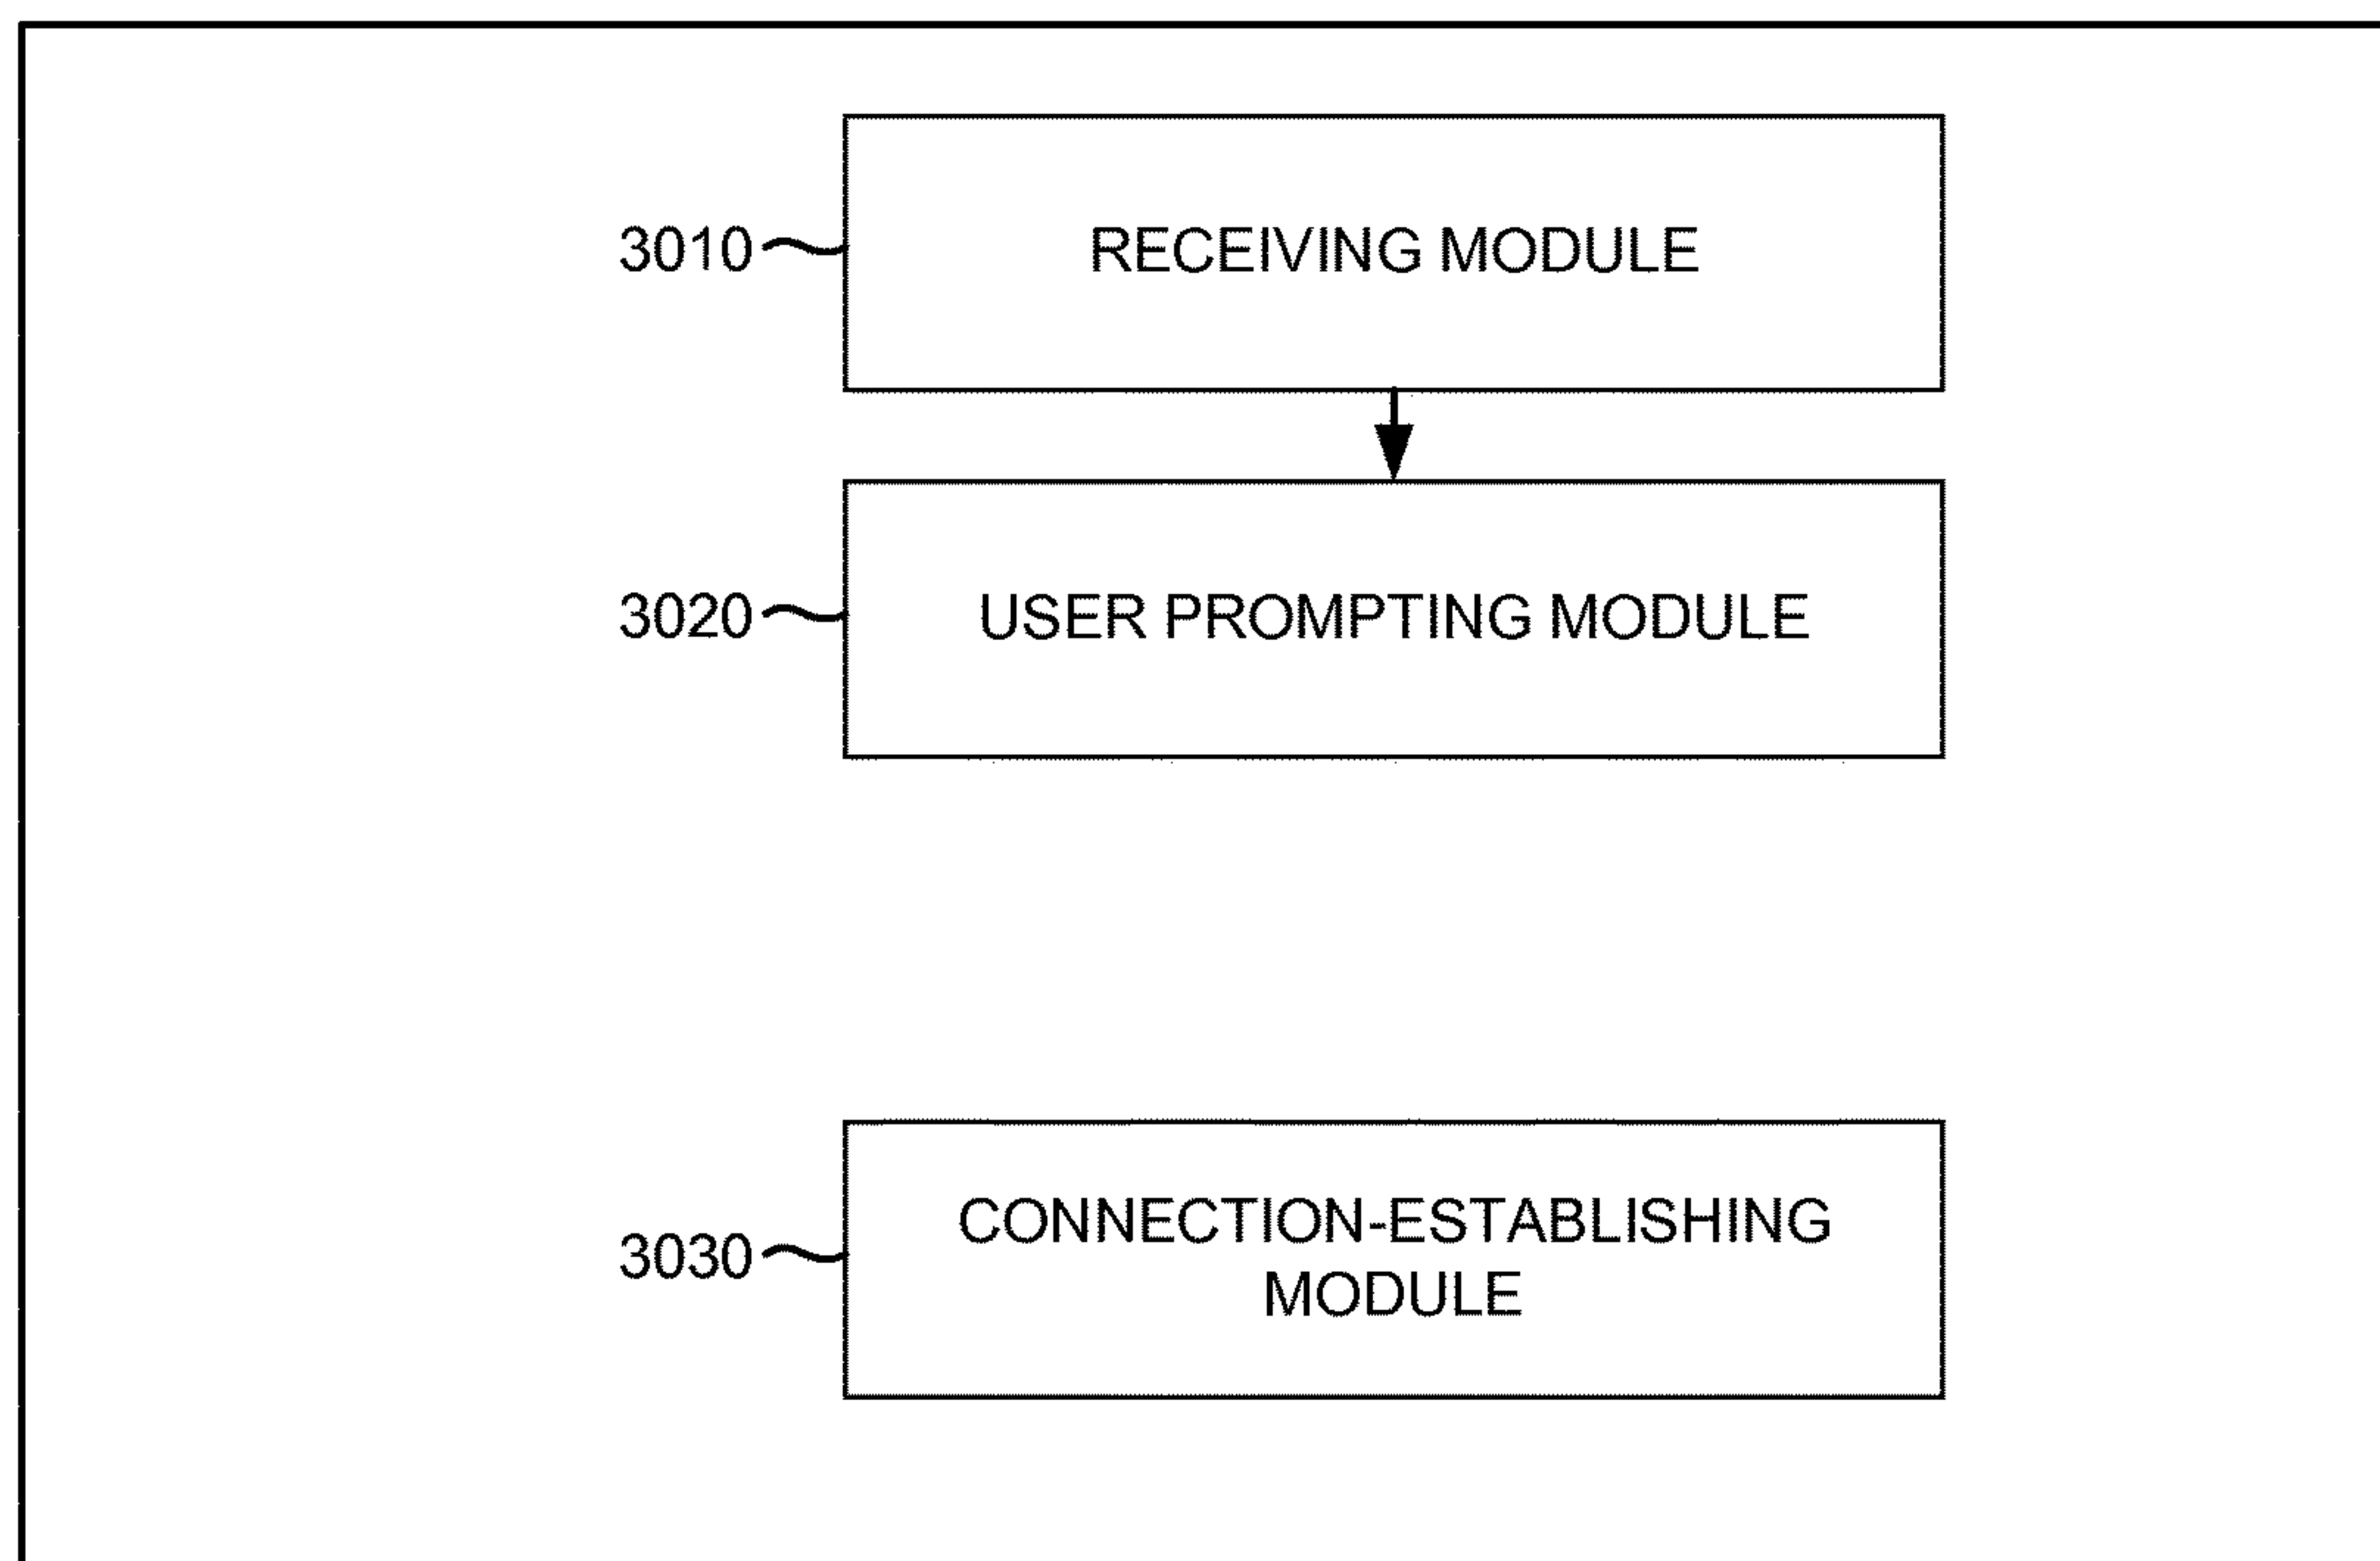 3010 RECEIVING MODULE
3020 USER PROMPTING MODULE
CONNECTION-ESTABLISHING
3030
MODULE